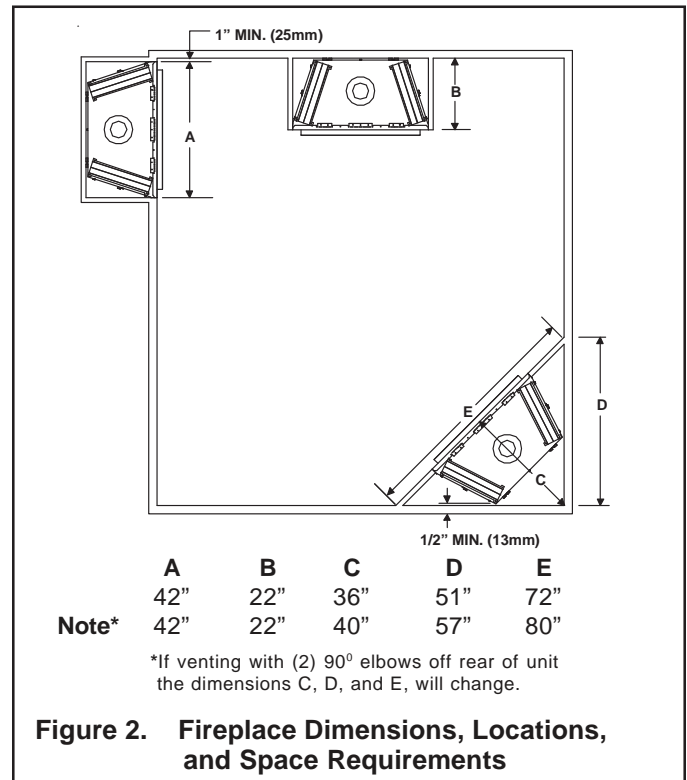 1” MIN. (25mm)
A
B
E
D
C
1/2” MIN. (13mm)
A B C D E
42” 22” 36” 51” 72”
Note* 42” 22” 40” 57” 80”
*If venting with (2) 90⁰ elbows off rear of unit
the dimensions C, D, and E, will change.
Figure 2. Fireplace Dimensions, Locations,
and Space Requirements